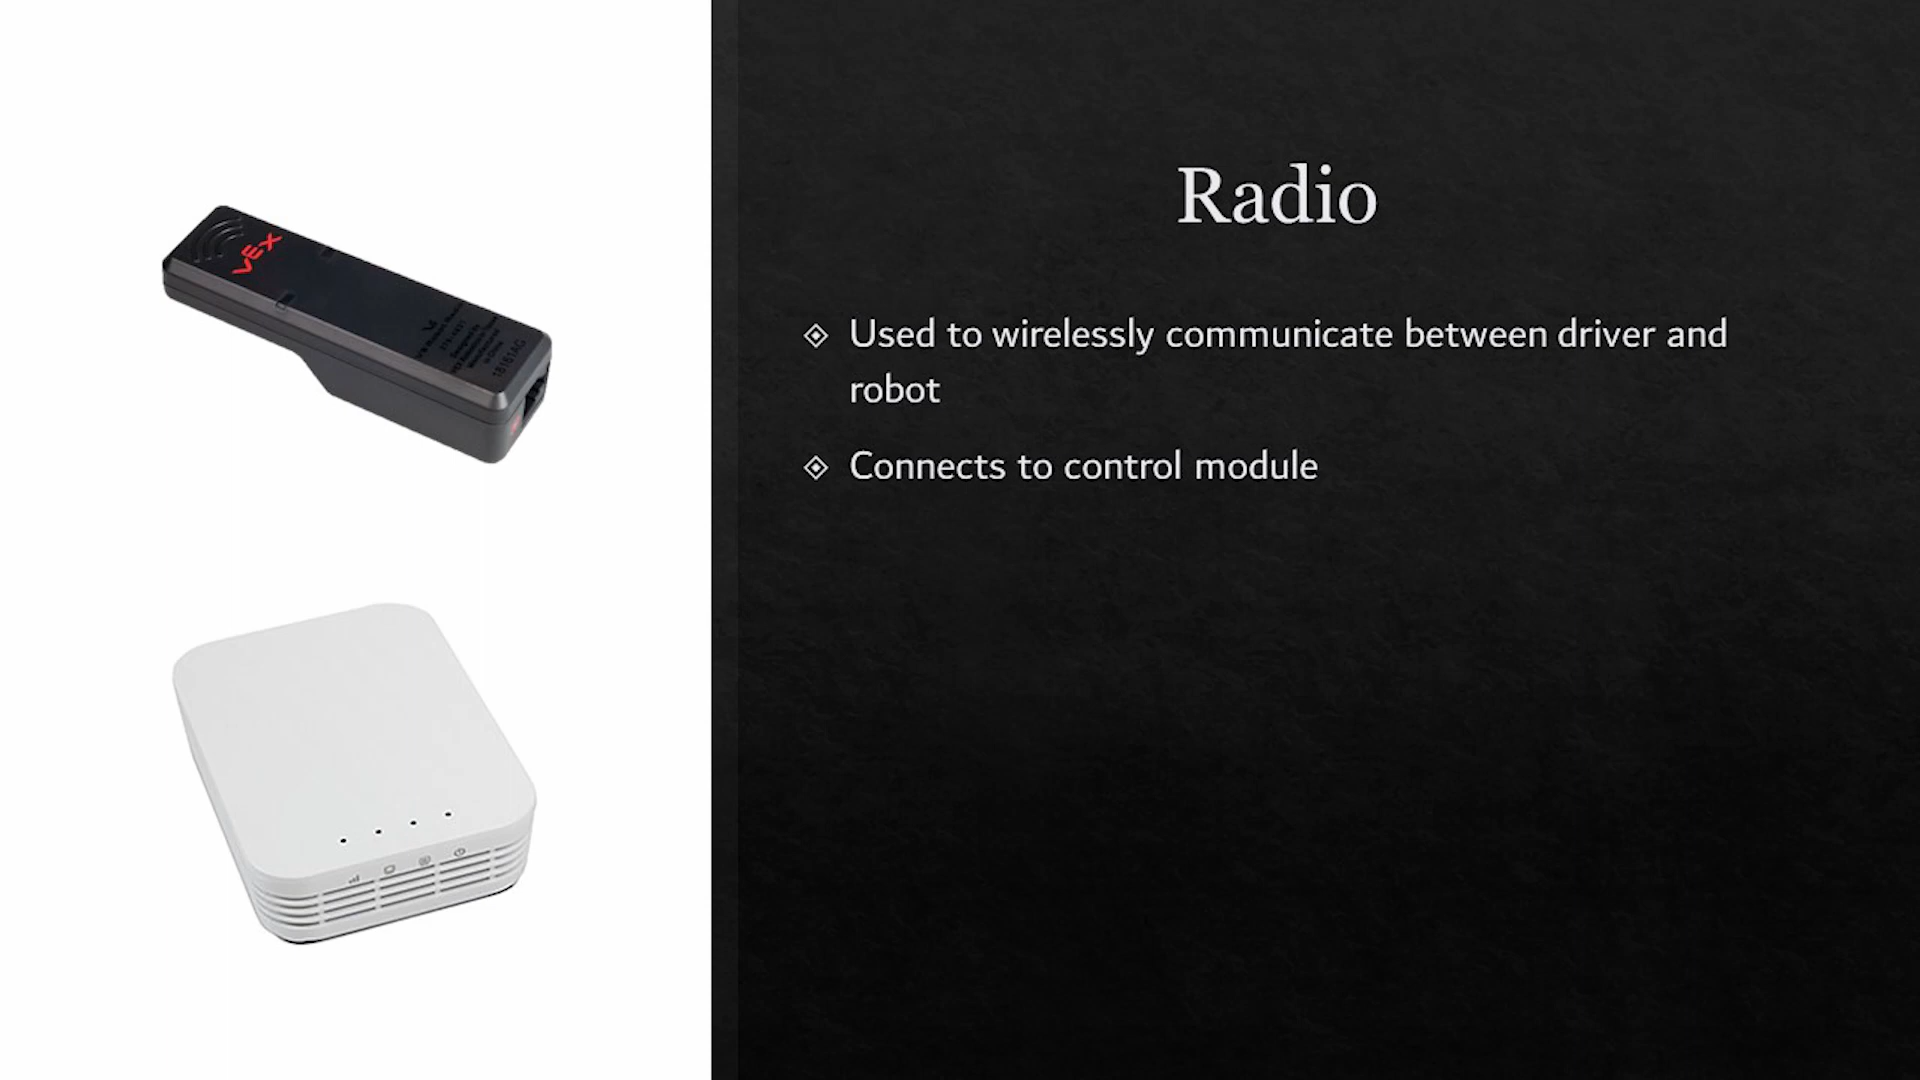 VEX
Radio
Used to wirelessly communicate between driver and
robot
Connects to control module